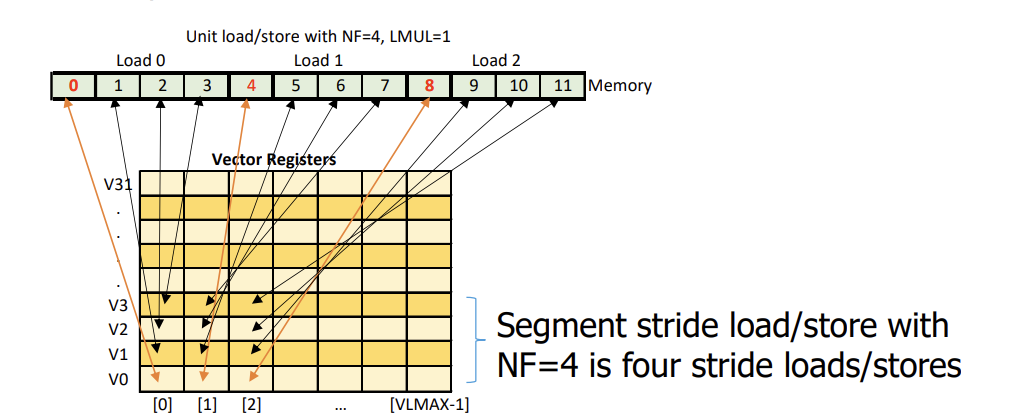 Unit load/store with NF=4, LMUL=1
Load 0 Load 1 Load 2
0 1 2 3 4 5 6 7 8 9 10 11 Memory
Vector Registers
V31
.
.
.
.
V3
V2
V1
V0
[0] [1] [2] ... [VLMAX-1]
Segment stride load/store with
NF=4 is four stride loads/stores